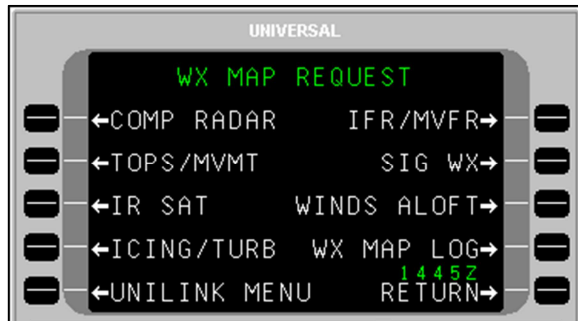 UNIVERSAL
WX MAP REQUEST
←COMP RADAR IFR/MVFR→
←TOPS/MVMT SIG WX→
←IR SAT WINDS ALOFT→
←ICING/TURB WX MAP LOG→
1445Z
←UNILINK MENU RETURN→